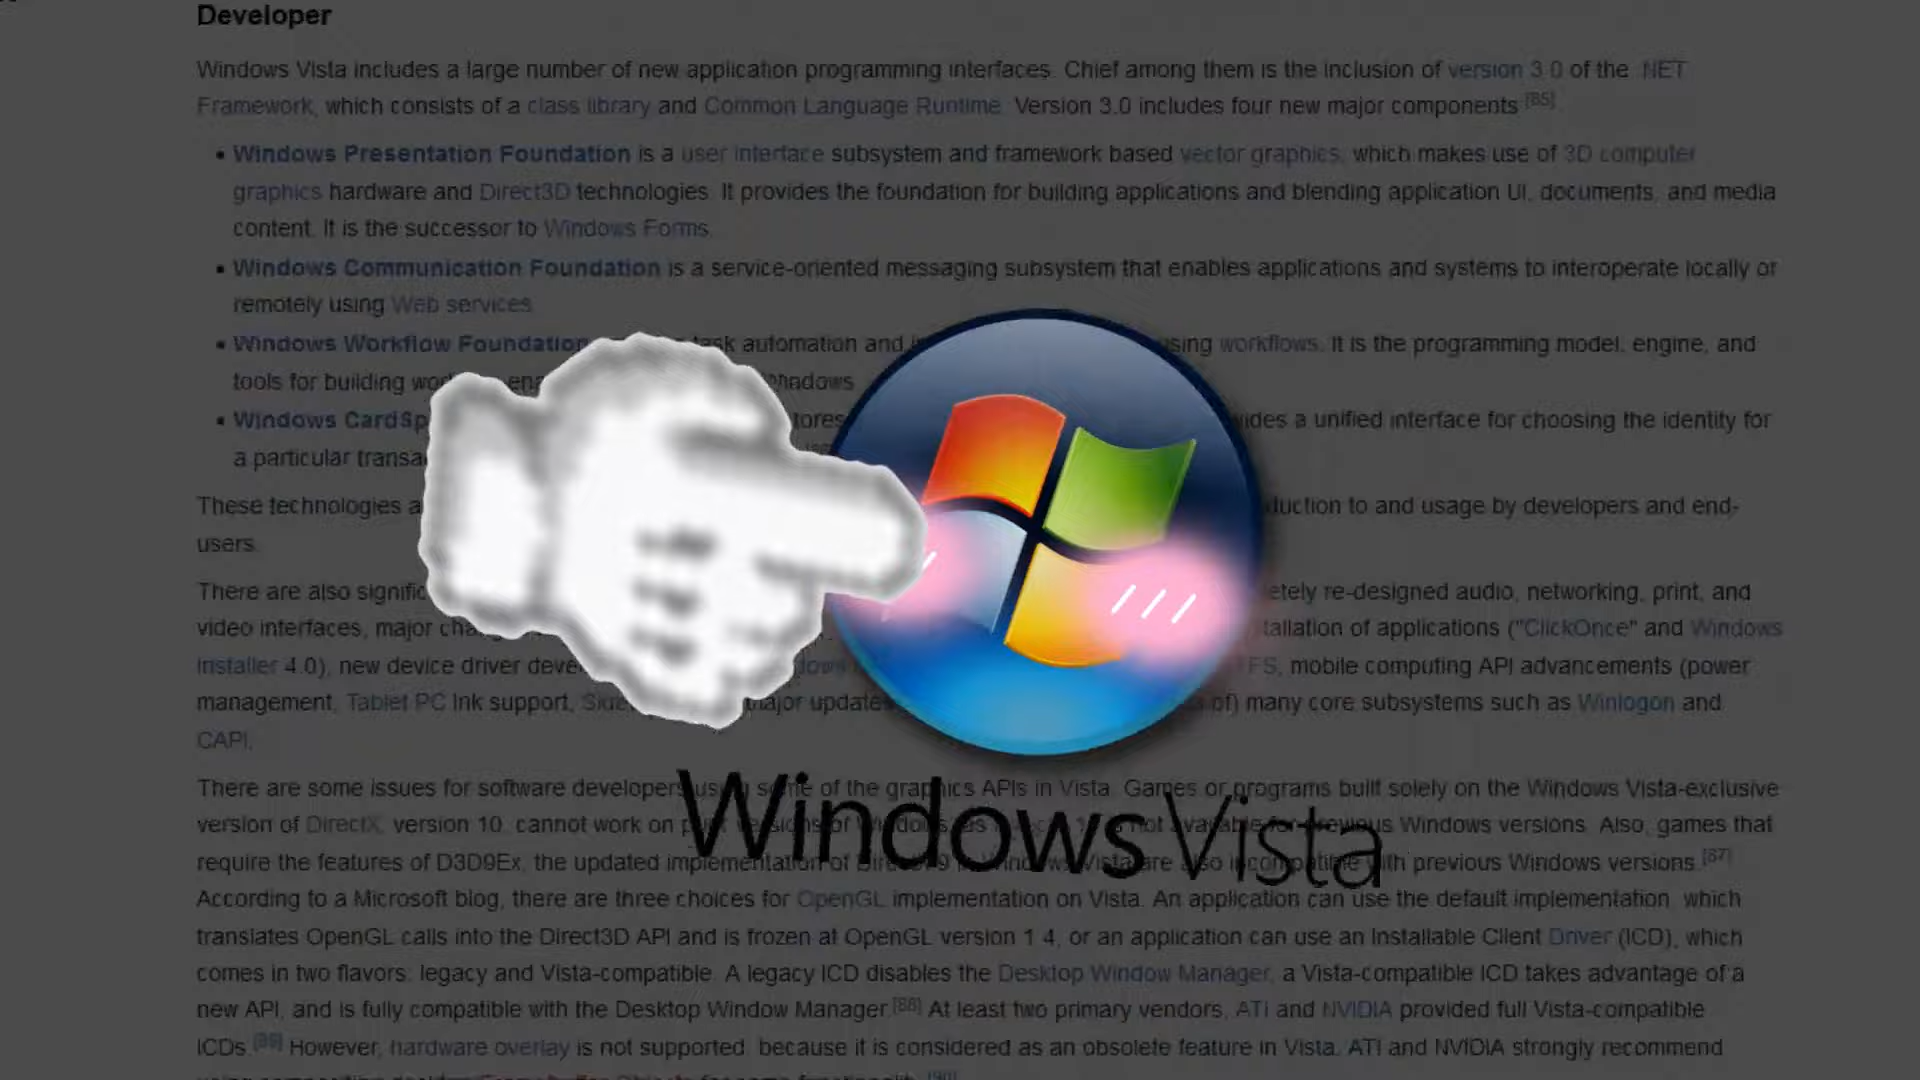 Developer
Windows Vista includes a large number of new application programming interfaces. Chief among them is the inclusion of version 3.0 of the .NET
Framework, which consists of a class library and Common Language Runtime. Version 3.0 includes four new major components:[85]
• Windows Presentation Foundation is a user interface subsystem and framework based vector graphics, which makes use of 3D computer
graphics hardware and Direct3D technologies. It provides the foundation for building applications and blending application UI, documents, and media
content. It is the successor to Windows Forms.
• Windows Communication Foundation is a service-oriented messaging subsystem that enables applications and systems to interoperate locally or
remotely using Web services.
• Windows Workflow Foundation task automation and using workflows. It is the programming model, engine, and
tools for building Windows
• Windows a unified interface for choosing the identity for
a particular
These technologies to and usage by developers and end-
users.
There are also re-designed audio, networking, print, and
video interfaces, major of applications ("ClickOnce" and Windows
Installer 4.0), new device driver mobile computing API advancements (power
management, Tablet PC Ink support, major of) many core subsystems such as Winlogon and
CAPI.
There are some issues for software developers using some of the graphics APIs in Vista. Games or programs built solely on the Windows Vista-exclusive
version of DirectX, version 10, cannot work on of previous Windows versions. Also, games that
require the features of D3D9Ex, the updated implementation of are also incompatible with previous Windows versions.[87]
According to a Microsoft blog, there are three choices for OpenGL implementation on Vista. An application can use the default implementation, which
translates OpenGL calls into the Direct3D API and is frozen at OpenGL version 1.4, or an application can use an Installable Client Driver (ICD), which
comes in two flavors: legacy and Vista-compatible. A legacy ICD disables the Desktop Window Manager, a Vista-compatible ICD takes advantage of a
new API, and is fully compatible with the Desktop Window Manager.[88] At least two primary vendors, ATI and NVIDIA provided full Vista-compatible
ICDs.[89] However, hardware overlay is not supported, because it is considered as an obsolete feature in Vista. ATI and NVIDIA strongly recommend
Windows Vista